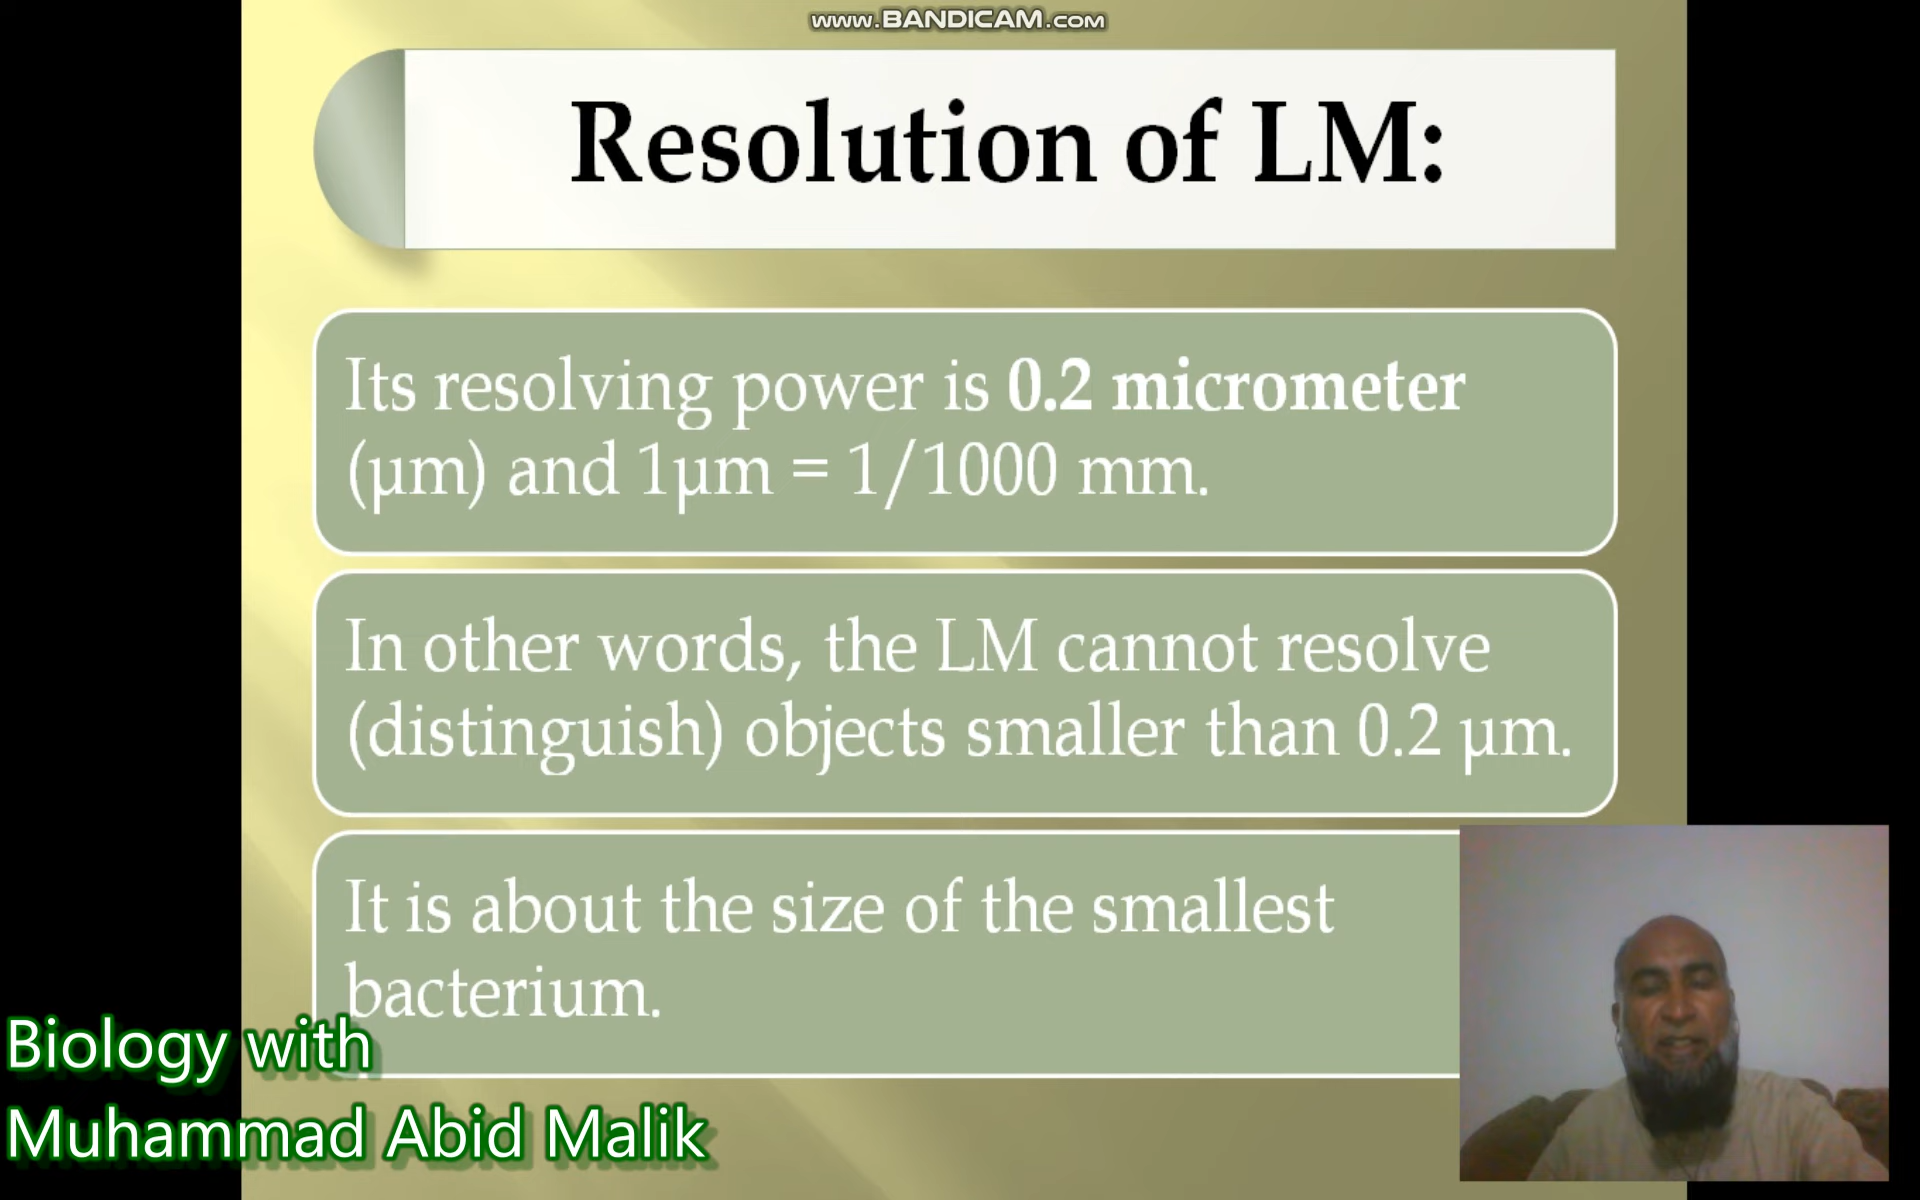 www.BANDICAM.com
Resolution of LM:
Its resolving power is 0.2 micrometer
(µm) and 1µm = 1/1000 mm.
In other words, the LM cannot resolve
(distinguish) objects smaller than 0.2 µm.
It is about the size of the smallest
bacterium.
Biology with
Muhammad Abid Malik